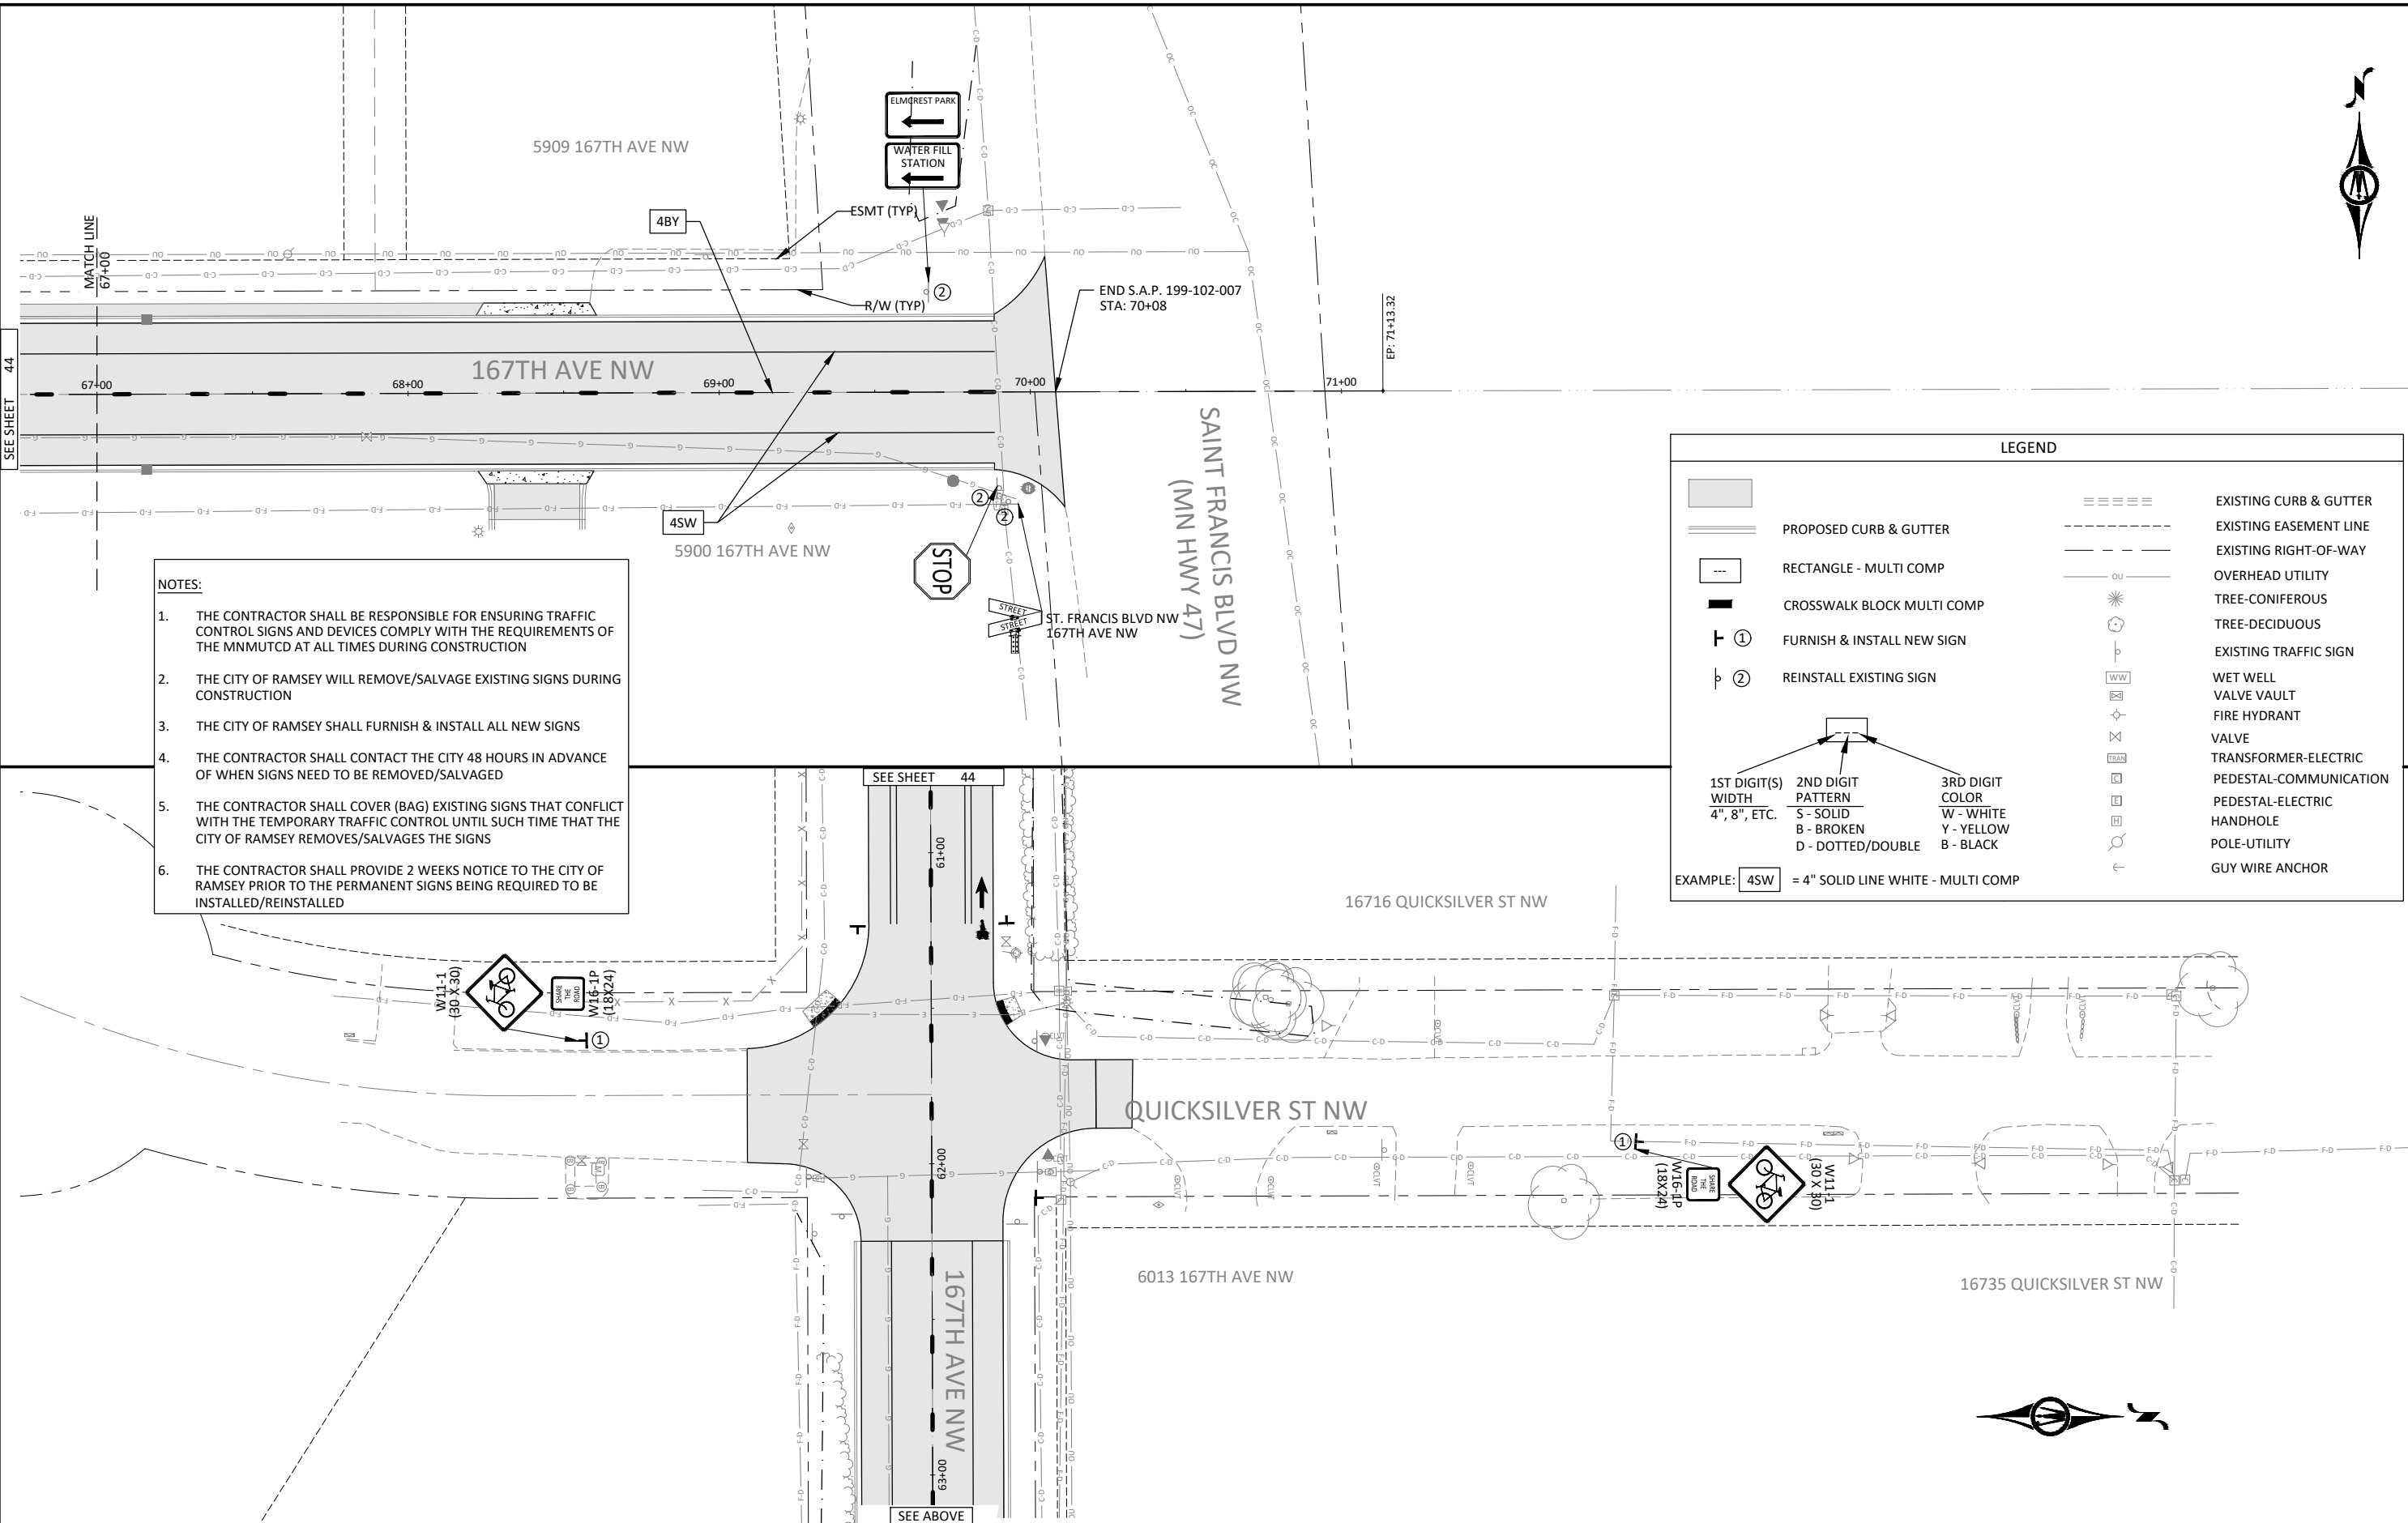 ELMCREST PARK
WATER FILL
STATION
5909 167TH AVE NW
4BY
ESMT (TYP)
R/W (TYP)
2
MATCH LINE
67+00
END S.A.P. 199-102-007
STA: 70+08
EP: 71+13.32
SEE SHEET 44
167TH AVE NW
67+00
68+00
69+00
70+00
71+00
SAINT FRANCIS BLVD NW
(MN HWY 47)
4SW
5900 167TH AVE NW
2
2
STOP
STREET
STREET
ST. FRANCIS BLVD NW
167TH AVE NW
NOTES:
1. THE CONTRACTOR SHALL BE RESPONSIBLE FOR ENSURING TRAFFIC
CONTROL SIGNS AND DEVICES COMPLY WITH THE REQUIREMENTS OF
THE MNMUTCD AT ALL TIMES DURING CONSTRUCTION
2. THE CITY OF RAMSEY WILL REMOVE/SALVAGE EXISTING SIGNS DURING
CONSTRUCTION
3. THE CITY OF RAMSEY SHALL FURNISH & INSTALL ALL NEW SIGNS
4. THE CONTRACTOR SHALL CONTACT THE CITY 48 HOURS IN ADVANCE
OF WHEN SIGNS NEED TO BE REMOVED/SALVAGED
5. THE CONTRACTOR SHALL COVER (BAG) EXISTING SIGNS THAT CONFLICT
WITH THE TEMPORARY TRAFFIC CONTROL UNTIL SUCH TIME THAT THE
CITY OF RAMSEY REMOVES/SALVAGES THE SIGNS
6. THE CONTRACTOR SHALL PROVIDE 2 WEEKS NOTICE TO THE CITY OF
RAMSEY PRIOR TO THE PERMANENT SIGNS BEING REQUIRED TO BE
INSTALLED/REINSTALLED
LEGEND
PROPOSED CURB & GUTTER
--- RECTANGLE - MULTI COMP
CROSSWALK BLOCK MULTI COMP
1 FURNISH & INSTALL NEW SIGN
2 REINSTALL EXISTING SIGN
1ST DIGIT(S)
WIDTH
4", 8", ETC.
2ND DIGIT
PATTERN
S - SOLID
B - BROKEN
D - DOTTED/DOUBLE
3RD DIGIT
COLOR
W - WHITE
Y - YELLOW
B - BLACK
EXAMPLE: 4SW = 4" SOLID LINE WHITE - MULTI COMP
EXISTING CURB & GUTTER
EXISTING EASEMENT LINE
EXISTING RIGHT-OF-WAY
OU OVERHEAD UTILITY
TREE-CONIFEROUS
TREE-DECIDUOUS
EXISTING TRAFFIC SIGN
WW WET WELL
VALVE VAULT
FIRE HYDRANT
VALVE
TRAN TRANSFORMER-ELECTRIC
C PEDESTAL-COMMUNICATION
E PEDESTAL-ELECTRIC
H HANDHOLE
POLE-UTILITY
GUY WIRE ANCHOR
SEE SHEET 44
61+00
16716 QUICKSILVER ST NW
W11-1
(30 X 30)
SHARE
THE
ROAD
W16-1P
(18X24)
1
QUICKSILVER ST NW
62+00
1
W16-1P
(18X24)
SHARE
THE
ROAD
W11-1
(30 X 30)
6013 167TH AVE NW
16735 QUICKSILVER ST NW
167TH AVE NW
63+00
SEE ABOVE